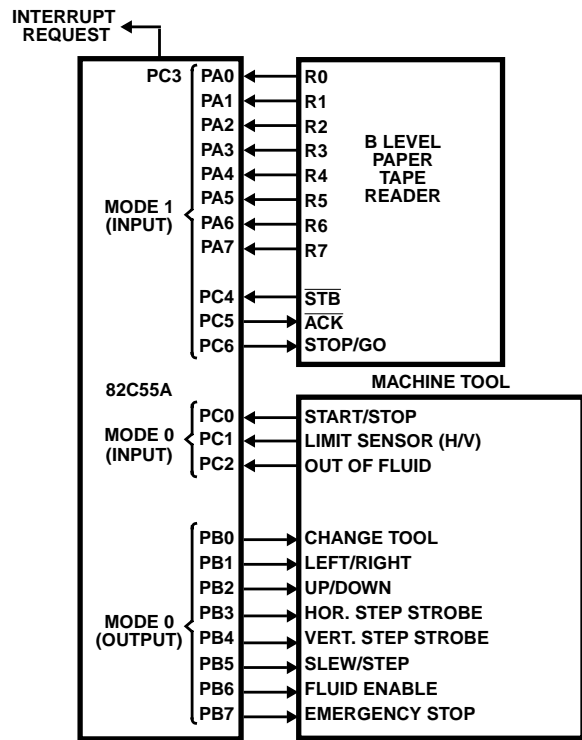 INTERRUPT
REQUEST
PC3 PA0 R0
PA1 R1
PA2 R2
PA3 R3
PA4 R4
PA5 R5
PA6 R6
PA7 R7
MODE 1
(INPUT)
B LEVEL
PAPER
TAPE
READER
PC4 STB
PC5 ACK
PC6 STOP/GO
82C55A
MACHINE TOOL
MODE 0
(INPUT)
PC0 START/STOP
PC1 LIMIT SENSOR (H/V)
PC2 OUT OF FLUID
MODE 0
(OUTPUT)
PB0 CHANGE TOOL
PB1 LEFT/RIGHT
PB2 UP/DOWN
PB3 HOR. STEP STROBE
PB4 VERT. STEP STROBE
PB5 SLEW/STEP
PB6 FLUID ENABLE
PB7 EMERGENCY STOP